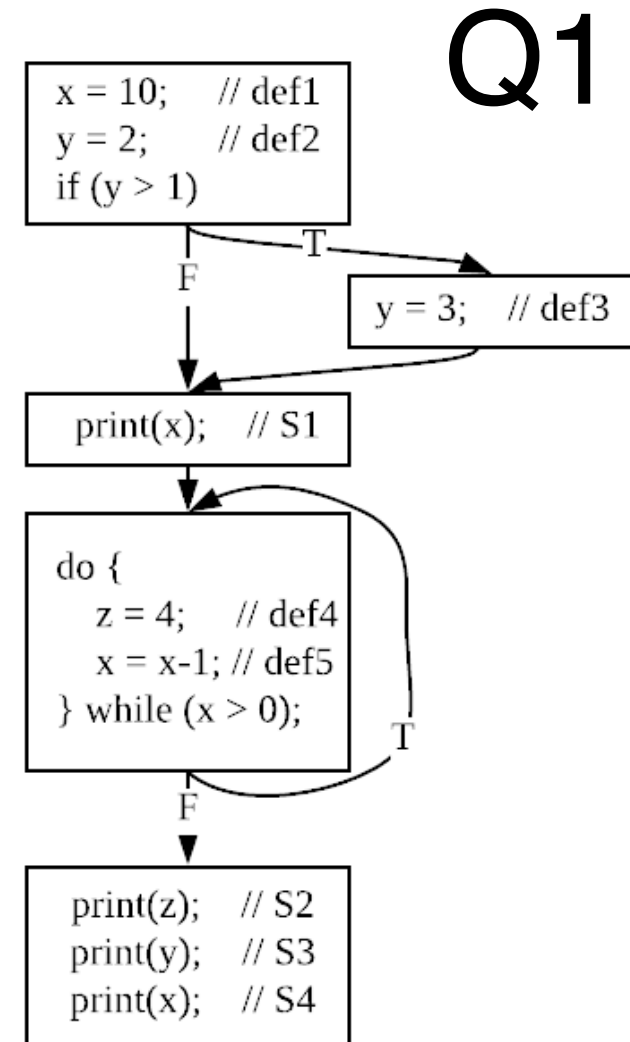 Q1
x = 10; // def1
y = 2; // def2
if (y > 1)
T
F
y = 3; // def3
print(x); // S1
do {
z = 4; // def4
x = x-1; // def5
} while (x > 0);
T
F
print(z); // S2
print(y); // S3
print(x); // S4